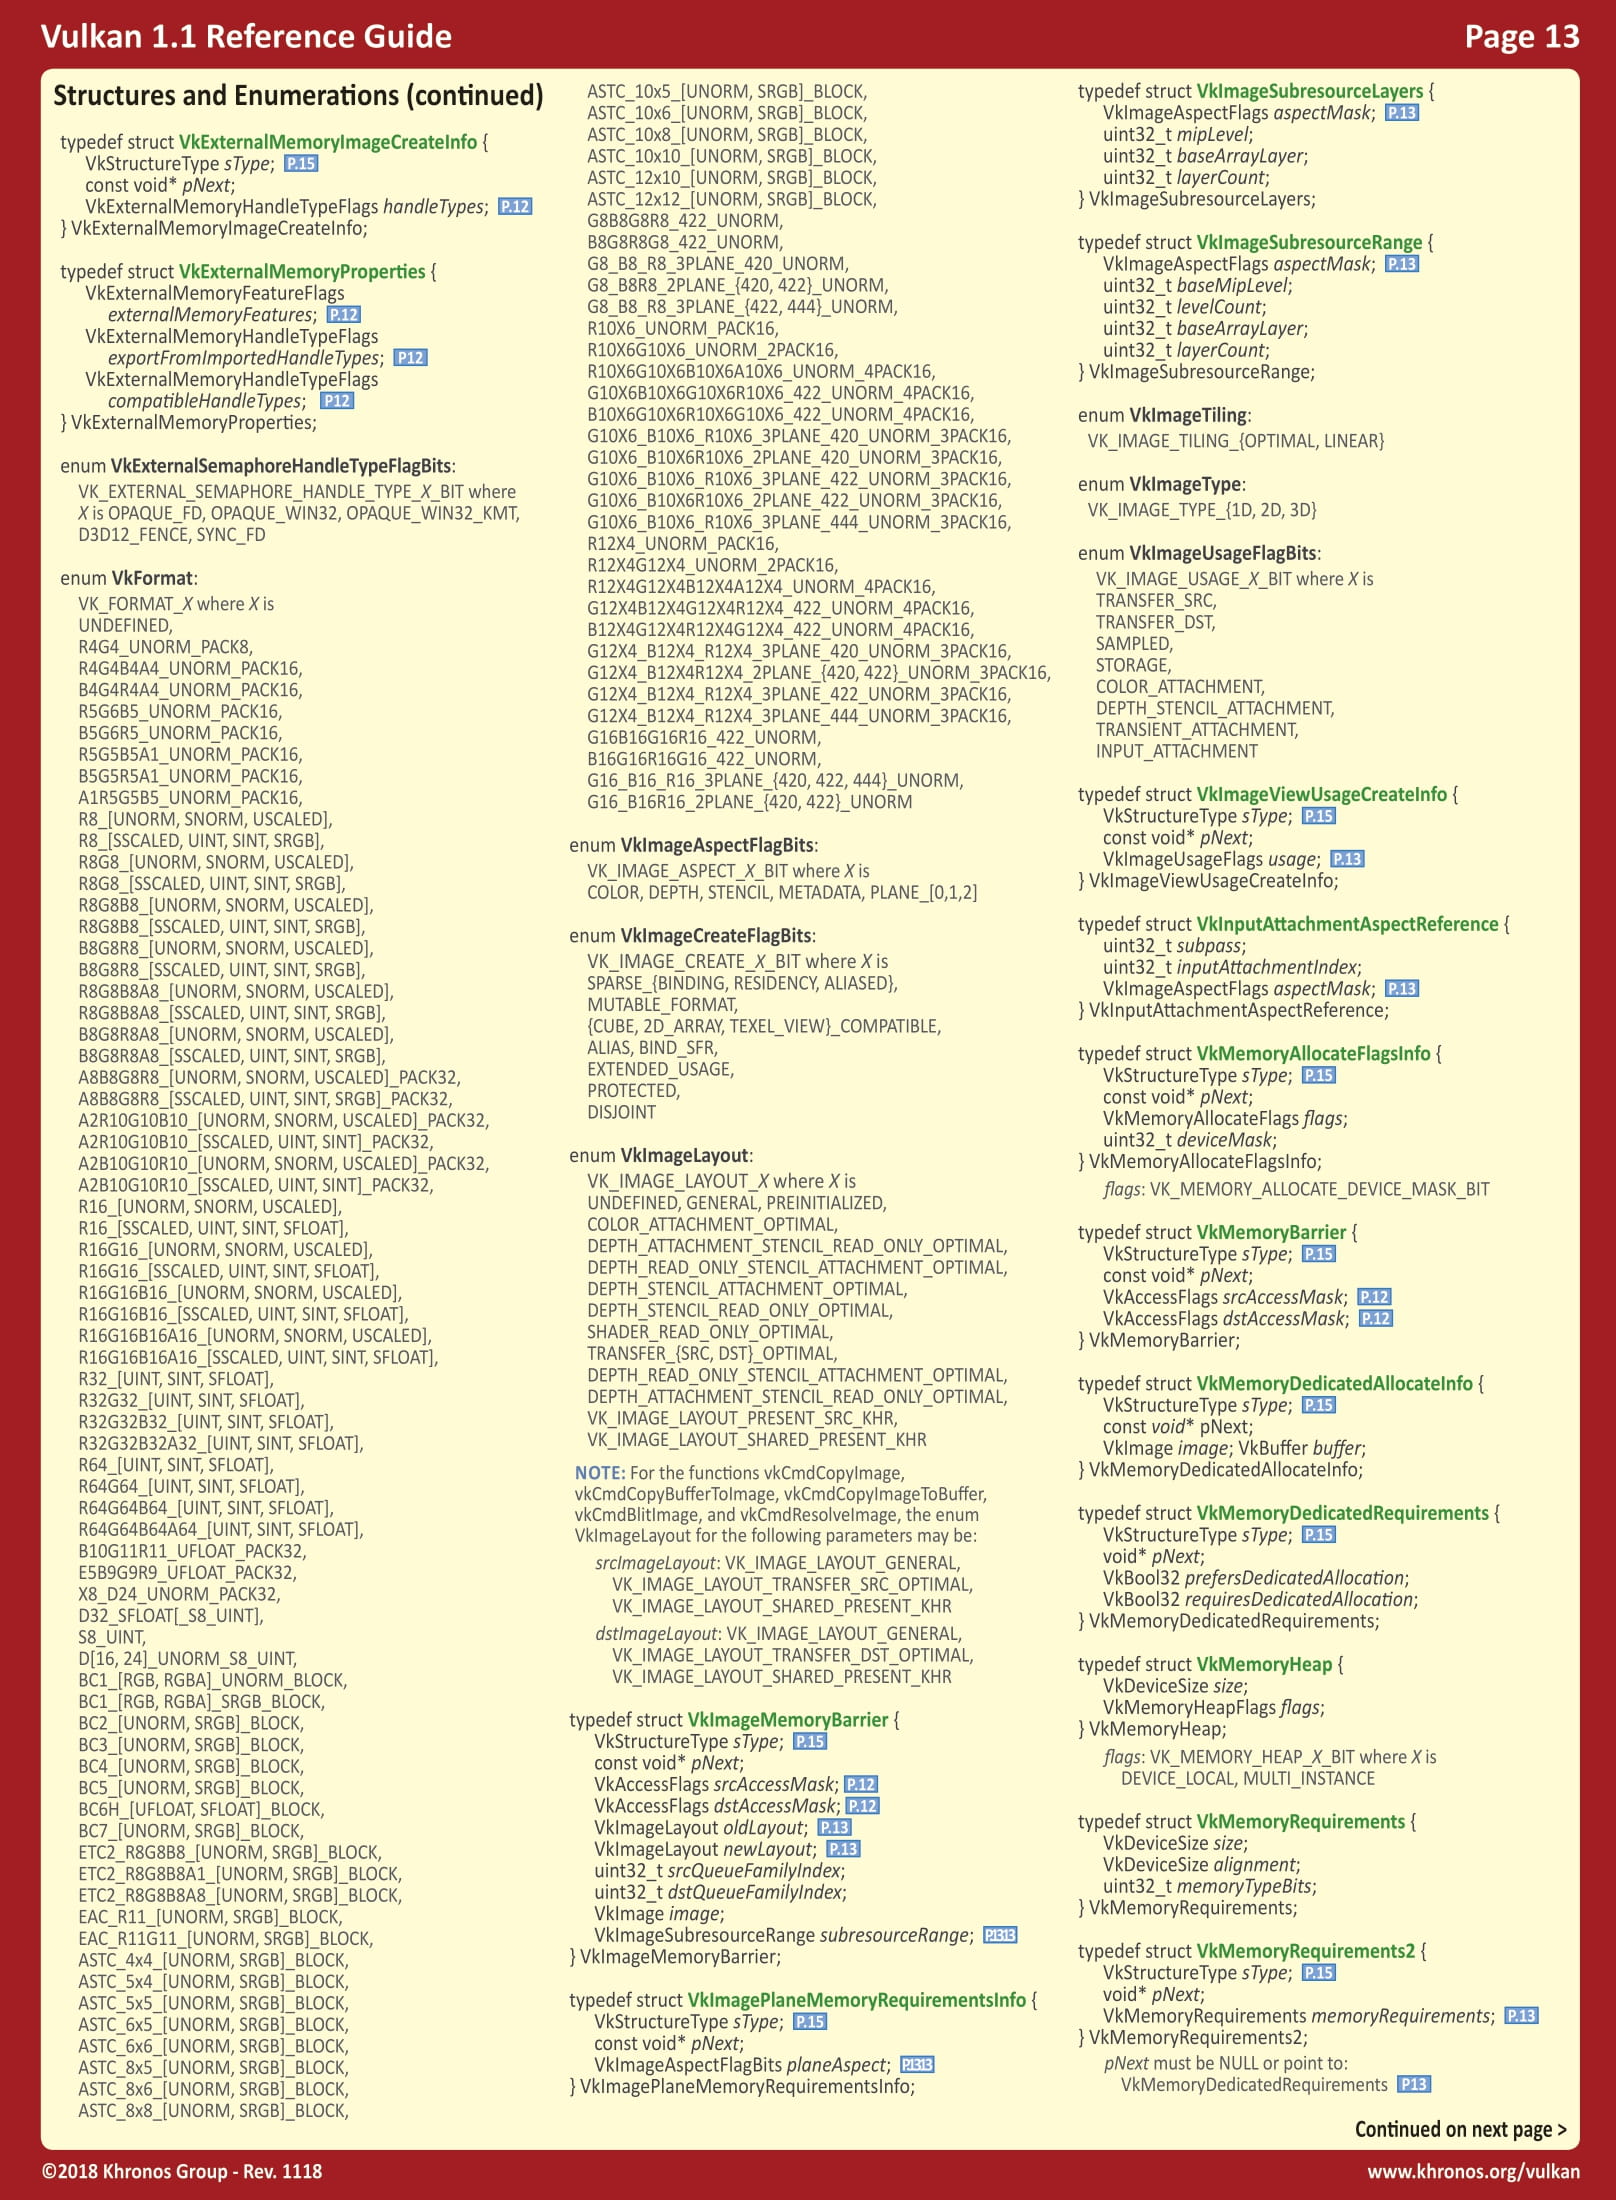 Vulkan 1.1 Reference Guide
Page 13
Structures and Enumerations (continued)
typedef struct VkExternalMemoryImageCreateInfo {
VkStructureType sType; P.15
const void* pNext;
VkExternalMemoryHandleTypeFlags handleTypes; P.12
} VkExternalMemoryImageCreateInfo;
typedef struct VkExternalMemoryProperties {
VkExternalMemoryFeatureFlags
externalMemoryFeatures; P.12
VkExternalMemoryHandleTypeFlags
exportFromImportedHandleTypes; P12
VkExternalMemoryHandleTypeFlags
compatibleHandleTypes; P12
} VkExternalMemoryProperties;
enum VkExternalSemaphoreHandleTypeFlagBits:
VK_EXTERNAL_SEMAPHORE_HANDLE_TYPE_X_BIT where
X is OPAQUE_FD, OPAQUE_WIN32, OPAQUE_WIN32_KMT,
D3D12_FENCE, SYNC_FD
enum VkFormat:
VK_FORMAT_X where X is
UNDEFINED,
R4G4_UNORM_PACK8,
R4G4B4A4_UNORM_PACK16,
B4G4R4A4_UNORM_PACK16,
R5G6B5_UNORM_PACK16,
B5G6R5_UNORM_PACK16,
R5G5B5A1_UNORM_PACK16,
B5G5R5A1_UNORM_PACK16,
A1R5G5B5_UNORM_PACK16,
R8_[UNORM, SNORM, USCALED],
R8_[SSCALED, UINT, SINT, SRGB],
R8G8_[UNORM, SNORM, USCALED],
R8G8_[SSCALED, UINT, SINT, SRGB],
R8G8B8_[UNORM, SNORM, USCALED],
R8G8B8_[SSCALED, UINT, SINT, SRGB],
B8G8R8_[UNORM, SNORM, USCALED],
B8G8R8_[SSCALED, UINT, SINT, SRGB],
R8G8B8A8_[UNORM, SNORM, USCALED],
R8G8B8A8_[SSCALED, UINT, SINT, SRGB],
B8G8R8A8_[UNORM, SNORM, USCALED],
B8G8R8A8_[SSCALED, UINT, SINT, SRGB],
A8B8G8R8_[UNORM, SNORM, USCALED]_PACK32,
A8B8G8R8_[SSCALED, UINT, SINT, SRGB]_PACK32,
A2R10G10B10_[UNORM, SNORM, USCALED]_PACK32,
A2R10G10B10_[SSCALED, UINT, SINT]_PACK32,
A2B10G10R10_[UNORM, SNORM, USCALED]_PACK32,
A2B10G10R10_[SSCALED, UINT, SINT]_PACK32,
R16_[UNORM, SNORM, USCALED],
R16_[SSCALED, UINT, SINT, SFLOAT],
R16G16_[UNORM, SNORM, USCALED],
R16G16_[SSCALED, UINT, SINT, SFLOAT],
R16G16B16_[UNORM, SNORM, USCALED],
R16G16B16_[SSCALED, UINT, SINT, SFLOAT],
R16G16B16A16_[UNORM, SNORM, USCALED],
R16G16B16A16_[SSCALED, UINT, SINT, SFLOAT],
R32_[UINT, SINT, SFLOAT],
R32G32_[UINT, SINT, SFLOAT],
R32G32B32_[UINT, SINT, SFLOAT],
R32G32B32A32_[UINT, SINT, SFLOAT],
R64_[UINT, SINT, SFLOAT],
R64G64_[UINT, SINT, SFLOAT],
R64G64B64_[UINT, SINT, SFLOAT],
R64G64B64A64_[UINT, SINT, SFLOAT],
B10G11R11_UFLOAT_PACK32,
E5B9G9R9_UFLOAT_PACK32,
X8_D24_UNORM_PACK32,
D32_SFLOAT[_S8_UINT],
S8_UINT,
D[16, 24]_UNORM_S8_UINT,
BC1_[RGB, RGBA]_UNORM_BLOCK,
BC1_[RGB, RGBA]_SRGB_BLOCK,
BC2_[UNORM, SRGB]_BLOCK,
BC3_[UNORM, SRGB]_BLOCK,
BC4_[UNORM, SRGB]_BLOCK,
BC5_[UNORM, SRGB]_BLOCK,
BC6H_[UFLOAT, SFLOAT]_BLOCK,
BC7_[UNORM, SRGB]_BLOCK,
ETC2_R8G8B8_[UNORM, SRGB]_BLOCK,
ETC2_R8G8B8A1_[UNORM, SRGB]_BLOCK,
ETC2_R8G8B8A8_[UNORM, SRGB]_BLOCK,
EAC_R11_[UNORM, SRGB]_BLOCK,
EAC_R11G11_[UNORM, SRGB]_BLOCK,
ASTC_4x4_[UNORM, SRGB]_BLOCK,
ASTC_5x4_[UNORM, SRGB]_BLOCK,
ASTC_5x5_[UNORM, SRGB]_BLOCK,
ASTC_6x5_[UNORM, SRGB]_BLOCK,
ASTC_6x6_[UNORM, SRGB]_BLOCK,
ASTC_8x5_[UNORM, SRGB]_BLOCK,
ASTC_8x6_[UNORM, SRGB]_BLOCK,
ASTC_8x8_[UNORM, SRGB]_BLOCK,
ASTC_10x5_[UNORM, SRGB]_BLOCK,
ASTC_10x6_[UNORM, SRGB]_BLOCK,
ASTC_10x8_[UNORM, SRGB]_BLOCK,
ASTC_10x10_[UNORM, SRGB]_BLOCK,
ASTC_12x10_[UNORM, SRGB]_BLOCK,
ASTC_12x12_[UNORM, SRGB]_BLOCK,
G8B8G8R8_422_UNORM,
B8G8R8G8_422_UNORM,
G8_B8_R8_3PLANE_420_UNORM,
G8_B8R8_2PLANE_{420, 422}_UNORM,
G8_B8_R8_3PLANE_{422, 444}_UNORM,
R10X6_UNORM_PACK16,
R10X6G10X6_UNORM_2PACK16,
R10X6G10X6B10X6A10X6_UNORM_4PACK16,
G10X6B10X6G10X6R10X6_422_UNORM_4PACK16,
B10X6G10X6R10X6G10X6_422_UNORM_4PACK16,
G10X6_B10X6_R10X6_3PLANE_420_UNORM_3PACK16,
G10X6_B10X6R10X6_2PLANE_420_UNORM_3PACK16,
G10X6_B10X6_R10X6_3PLANE_422_UNORM_3PACK16,
G10X6_B10X6R10X6_2PLANE_422_UNORM_3PACK16,
G10X6_B10X6_R10X6_3PLANE_444_UNORM_3PACK16,
R12X4_UNORM_PACK16,
R12X4G12X4_UNORM_2PACK16,
R12X4G12X4B12X4A12X4_UNORM_4PACK16,
G12X4B12X4G12X4R12X4_422_UNORM_4PACK16,
B12X4G12X4R12X4G12X4_422_UNORM_4PACK16,
G12X4_B12X4_R12X4_3PLANE_420_UNORM_3PACK16,
G12X4_B12X4R12X4_2PLANE_{420, 422}_UNORM_3PACK16,
G12X4_B12X4_R12X4_3PLANE_422_UNORM_3PACK16,
G12X4_B12X4_R12X4_3PLANE_444_UNORM_3PACK16,
G16B16G16R16_422_UNORM,
B16G16R16G16_422_UNORM,
G16_B16_R16_3PLANE_{420, 422, 444}_UNORM,
G16_B16R16_2PLANE_{420, 422}_UNORM
enum VkImageAspectFlagBits:
VK_IMAGE_ASPECT_X_BIT where X is
COLOR, DEPTH, STENCIL, METADATA, PLANE_[0,1,2]
enum VkImageCreateFlagBits:
VK_IMAGE_CREATE_X_BIT where X is
SPARSE_{BINDING, RESIDENCY, ALIASED},
MUTABLE_FORMAT,
{CUBE, 2D_ARRAY, TEXEL_VIEW}_COMPATIBLE,
ALIAS, BIND_SFR,
EXTENDED_USAGE,
PROTECTED,
DISJOINT
enum VkImageLayout:
VK_IMAGE_LAYOUT_X where X is
UNDEFINED, GENERAL, PREINITIALIZED,
COLOR_ATTACHMENT_OPTIMAL,
DEPTH_ATTACHMENT_STENCIL_READ_ONLY_OPTIMAL,
DEPTH_READ_ONLY_STENCIL_ATTACHMENT_OPTIMAL,
DEPTH_STENCIL_ATTACHMENT_OPTIMAL,
DEPTH_STENCIL_READ_ONLY_OPTIMAL,
SHADER_READ_ONLY_OPTIMAL,
TRANSFER_{SRC, DST}_OPTIMAL,
DEPTH_READ_ONLY_STENCIL_ATTACHMENT_OPTIMAL,
DEPTH_ATTACHMENT_STENCIL_READ_ONLY_OPTIMAL,
VK_IMAGE_LAYOUT_PRESENT_SRC_KHR,
VK_IMAGE_LAYOUT_SHARED_PRESENT_KHR
NOTE: For the functions vkCmdCopyImage,
vkCmdCopyBufferToImage, vkCmdCopyImageToBuffer,
vkCmdBlitImage, and vkCmdResolveImage, the enum
VkImageLayout for the following parameters may be:
srcImageLayout: VK_IMAGE_LAYOUT_GENERAL,
VK_IMAGE_LAYOUT_TRANSFER_SRC_OPTIMAL,
VK_IMAGE_LAYOUT_SHARED_PRESENT_KHR
dstImageLayout: VK_IMAGE_LAYOUT_GENERAL,
VK_IMAGE_LAYOUT_TRANSFER_DST_OPTIMAL,
VK_IMAGE_LAYOUT_SHARED_PRESENT_KHR
typedef struct VkImageMemoryBarrier {
VkStructureType sType; P.15
const void* pNext;
VkAccessFlags srcAccessMask; P.12
VkAccessFlags dstAccessMask; P.12
VkImageLayout oldLayout; P.13
VkImageLayout newLayout; P.13
uint32_t srcQueueFamilyIndex;
uint32_t dstQueueFamilyIndex;
VkImage image;
VkImageSubresourceRange subresourceRange;
} VkImageMemoryBarrier;
typedef struct VkImagePlaneMemoryRequirementsInfo {
VkStructureType sType; P.15
const void* pNext;
VkImageAspectFlagBits planeAspect;
} VkImagePlaneMemoryRequirementsInfo;
typedef struct VkImageSubresourceLayers {
VkImageAspectFlags aspectMask; P.13
uint32_t mipLevel;
uint32_t baseArrayLayer;
uint32_t layerCount;
} VkImageSubresourceLayers;
typedef struct VkImageSubresourceRange {
VkImageAspectFlags aspectMask; P.13
uint32_t baseMipLevel;
uint32_t levelCount;
uint32_t baseArrayLayer;
uint32_t layerCount;
} VkImageSubresourceRange;
enum VkImageTiling:
VK_IMAGE_TILING_{OPTIMAL, LINEAR}
enum VkImageType:
VK_IMAGE_TYPE_{1D, 2D, 3D}
enum VkImageUsageFlagBits:
VK_IMAGE_USAGE_X_BIT where X is
TRANSFER_SRC,
TRANSFER_DST,
SAMPLED,
STORAGE,
COLOR_ATTACHMENT,
DEPTH_STENCIL_ATTACHMENT,
TRANSIENT_ATTACHMENT,
INPUT_ATTACHMENT
typedef struct VkImageViewUsageCreateInfo {
VkStructureType sType; P.15
const void* pNext;
VkImageUsageFlags usage; P.13
} VkImageViewUsageCreateInfo;
typedef struct VkInputAttachmentAspectReference {
uint32_t subpass;
uint32_t inputAttachmentIndex;
VkImageAspectFlags aspectMask; P.13
} VkInputAttachmentAspectReference;
typedef struct VkMemoryAllocateFlagsInfo {
VkStructureType sType; P.15
const void* pNext;
VkMemoryAllocateFlags flags;
uint32_t deviceMask;
} VkMemoryAllocateFlagsInfo;
flags: VK_MEMORY_ALLOCATE_DEVICE_MASK_BIT
typedef struct VkMemoryBarrier {
VkStructureType sType; P.15
const void* pNext;
VkAccessFlags srcAccessMask; P.12
VkAccessFlags dstAccessMask; P.12
} VkMemoryBarrier;
typedef struct VkMemoryDedicatedAllocateInfo {
VkStructureType sType; P.15
const void* pNext;
VkImage image; VkBuffer buffer;
} VkMemoryDedicatedAllocateInfo;
typedef struct VkMemoryDedicatedRequirements {
VkStructureType sType; P.15
void* pNext;
VkBool32 prefersDedicatedAllocation;
VkBool32 requiresDedicatedAllocation;
} VkMemoryDedicatedRequirements;
typedef struct VkMemoryHeap {
VkDeviceSize size;
VkMemoryHeapFlags flags;
} VkMemoryHeap;
flags: VK_MEMORY_HEAP_X_BIT where X is
DEVICE_LOCAL, MULTI_INSTANCE
typedef struct VkMemoryRequirements {
VkDeviceSize size;
VkDeviceSize alignment;
uint32_t memoryTypeBits;
} VkMemoryRequirements;
typedef struct VkMemoryRequirements2 {
VkStructureType sType; P.15
void* pNext;
VkMemoryRequirements memoryRequirements; P.13
} VkMemoryRequirements2;
pNext must be NULL or point to:
VkMemoryDedicatedRequirements P13
Continued on next page >
©2018 Khronos Group - Rev. 1118
www.khronos.org/vulkan